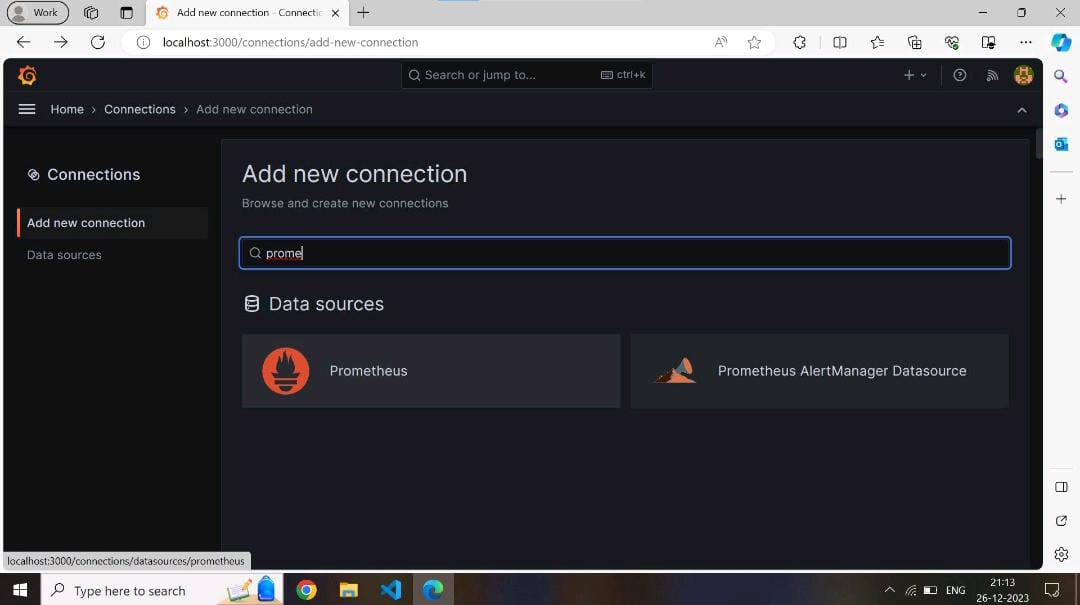 Work
Add new connection - Connectic
localhost:3000/connections/add-new-connection
Search or jump to...
ctrl+k
Home › Connections › Add new connection
Connections
Add new connection
Data sources
Add new connection
Browse and create new connections
prome
Data sources
Prometheus
Prometheus AlertManager Datasource
localhost:3000/connections/datasources/prometheus
Type here to search
ENG
21:13
26-12-2023